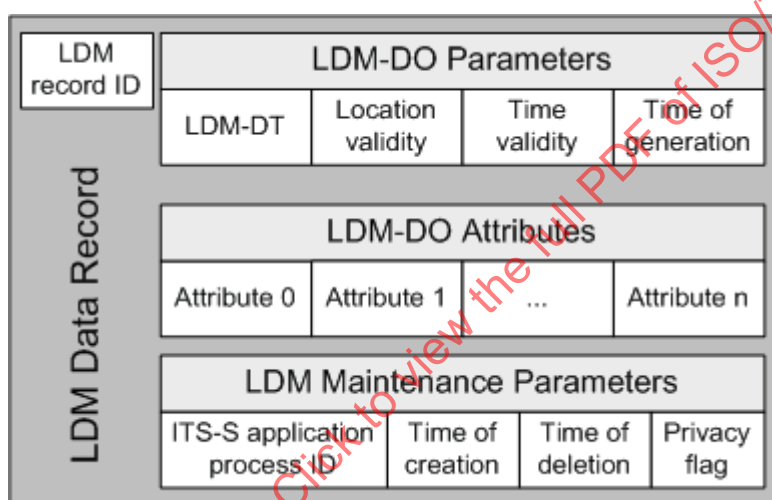 LDM
record ID
LDM-DO Parameters
LDM-DT
Location
validity
Time
validity
Time of
generation
LDM Data Record
LDM-DO Attributes
Attribute 0
Attribute 1
...
Attribute n
LDM Maintenance Parameters
ITS-S application
process ID
Time of
creation
Time of
deletion
Privacy
flag
Click to view the full PDF of ISO/